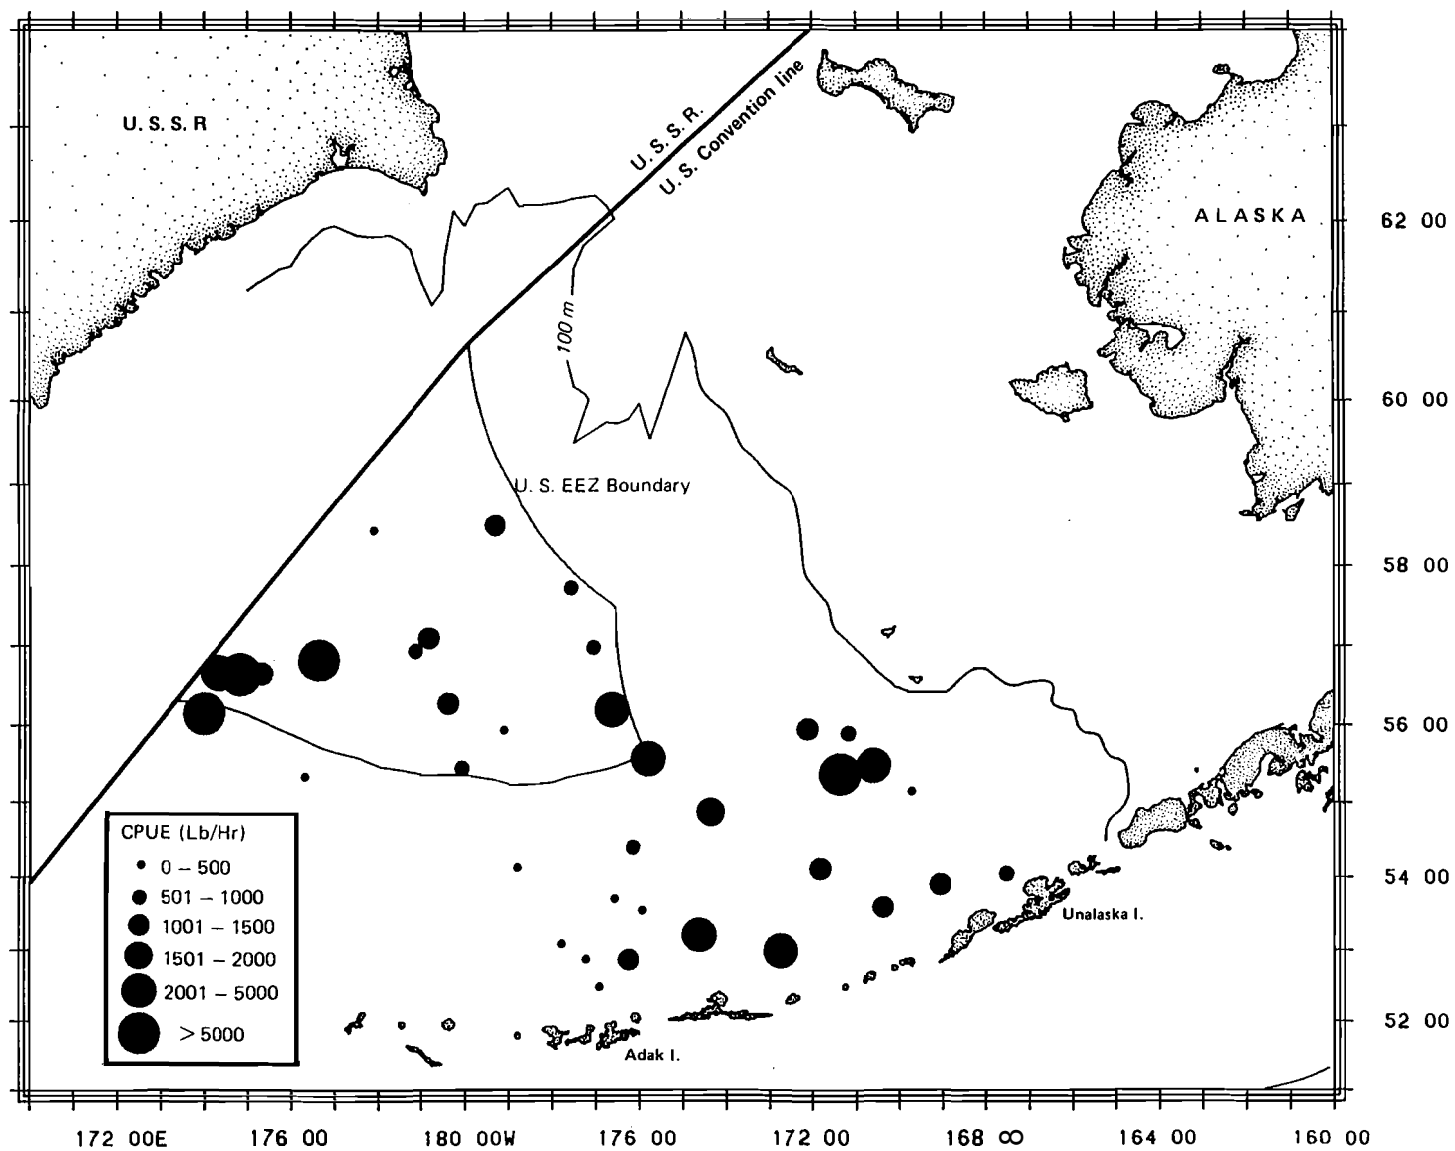 U. S. S. R
U. S. S. R.
U. S. Convention line
ALASKA
62 00
100 m
60 00
U. S. EEZ Boundary
58 00
56 00
CPUE (Lb/Hr)
0 – 500
501 – 1000
1001 – 1500
1501 – 2000
2001 – 5000
> 5000
54 00
Unalaska I.
52 00
Adak I.
172 00E 176 00 180 00W 176 00 172 00 168 00 164 00 160 00